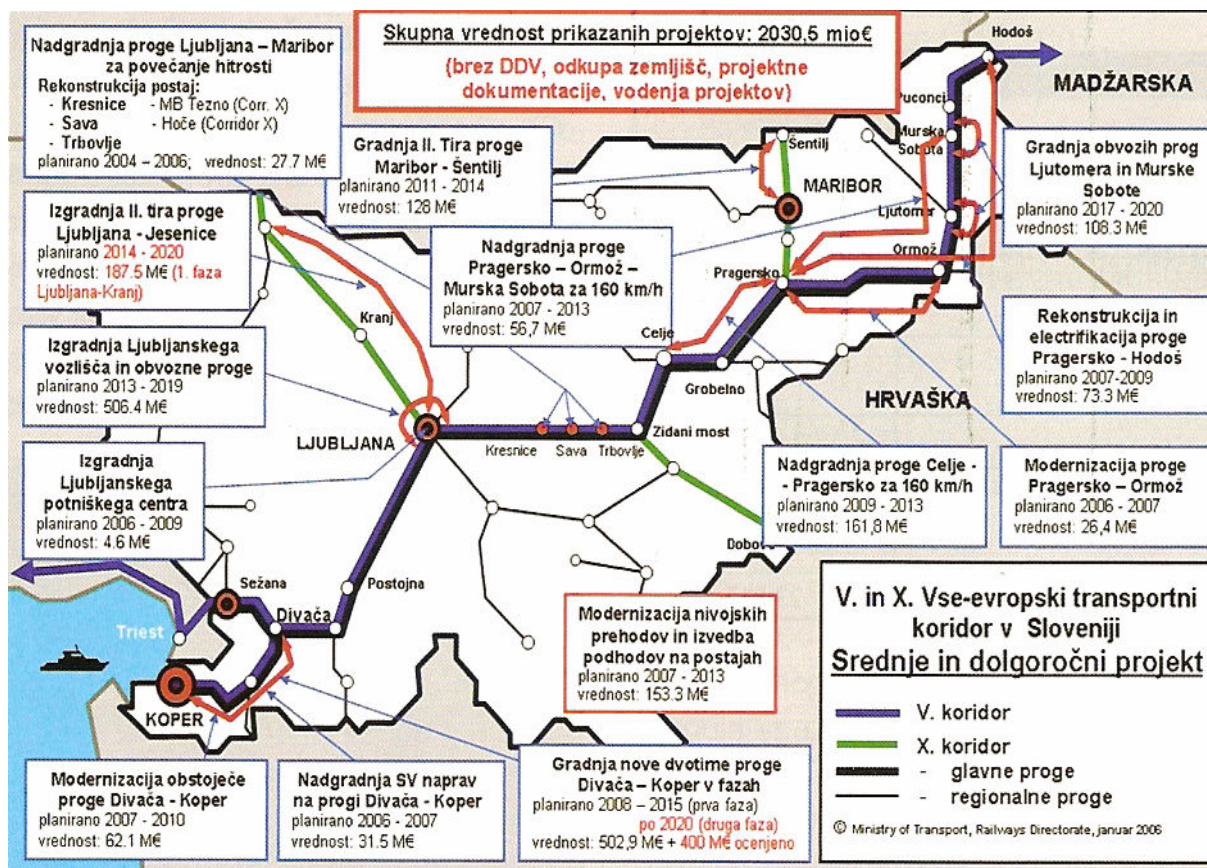 Nadgradnja proge Ljubljana – Maribor
za povečanje hitrosti
Rekonstrukcija postaj:
- Kresnice - MB Tezno (Corr. X)
- Sava - Hoče (Corridor X)
- Trbovlje
planirano 2004 – 2006; vrednost: 27.7 M€
Skupna vrednost prikazanih projektov: 2030,5 mio€
(brez DDV, odkupa zemljišč, projektne
dokumentacije, vodenja projektov)
Hodoš
MADŽARSKA
Puconci
Murska
Sobota
Gradnja II. Tira proge
Maribor - Šentilj
planirano 2011 - 2014
vrednost: 128 M€
Šentilj
MARIBOR
Gradnja obvozih prog
Ljutomera in Murske
Sobote
planirano 2017 - 2020
vrednost: 108.3 M€
Ljutomer
Ormož
Izgradnja II. tira proge
Ljubljana - Jesenice
planirano 2014 - 2020
vrednost: 187.5 M€ (1. faza
Ljubljana-Kranj)
Nadgradnja proge
Pragersko – Ormož –
Murska Sobota za 160 km/h
planirano 2007 - 2013
vrednost: 56,7 M€
Pragersko
Kranj
Celje
Grobelno
Rekonstrukcija in
electrifikacija proge
Pragersko - Hodoš
planirano 2007-2009
vrednost: 73.3 M€
HRVAŠKA
Izgradnja Ljubljanskega
vozlišča in obvozne proge
planirano 2013 - 2019
vrednost: 506.4 M€
LJUBLJANA
Kresnice
Sava
Trbovlje
Zidani most
Izgradnja
Ljubljanskega
potniškega centra
planirano 2006 - 2009
vrednost: 4.6 M€
Nadgradnja proge Celje -
- Pragersko za 160 km/h
planirano 2009 - 2013
vrednost: 161,8 M€
Modernizacija proge
Pragersko – Ormož
planirano 2006 - 2007
vrednost: 26,4 M€
Dobova
Sežana
Postojna
Divača
Triest
KOPER
Modernizacija nivojskih
prehodov in izvedba
podhodov na postajah
planirano 2007 - 2013
vrednost: 153.3 M€
V. in X. Vse-evropski transportni
koridor v Sloveniji
Srednje in dolgoročni projekt
V. koridor
X. koridor
- glavne proge
- regionalne proge
© Ministry of Transport, Railways Directorate, januar 2006
Modernizacija obstoječe
proge Divača - Koper
planirano 2007 - 2010
vrednost: 62.1 M€
Nadgradnja SV naprav
na progi Divača - Koper
planirano 2006 - 2007
vrednost: 31.5 M€
Gradnja nove dvotirne proge
Divača– Koper v fazah
planirano 2008 – 2015 (prva faza)
po 2020 (druga faza)
vrednost: 502,9 M€ + 400 M€ ocenjeno